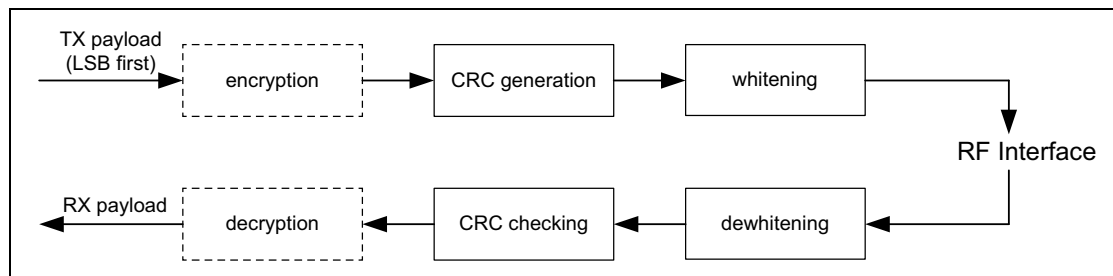 TX payload
(LSB first)
encryption
CRC generation
whitening
RF Interface
RX payload
decryption
CRC checking
dewhitening